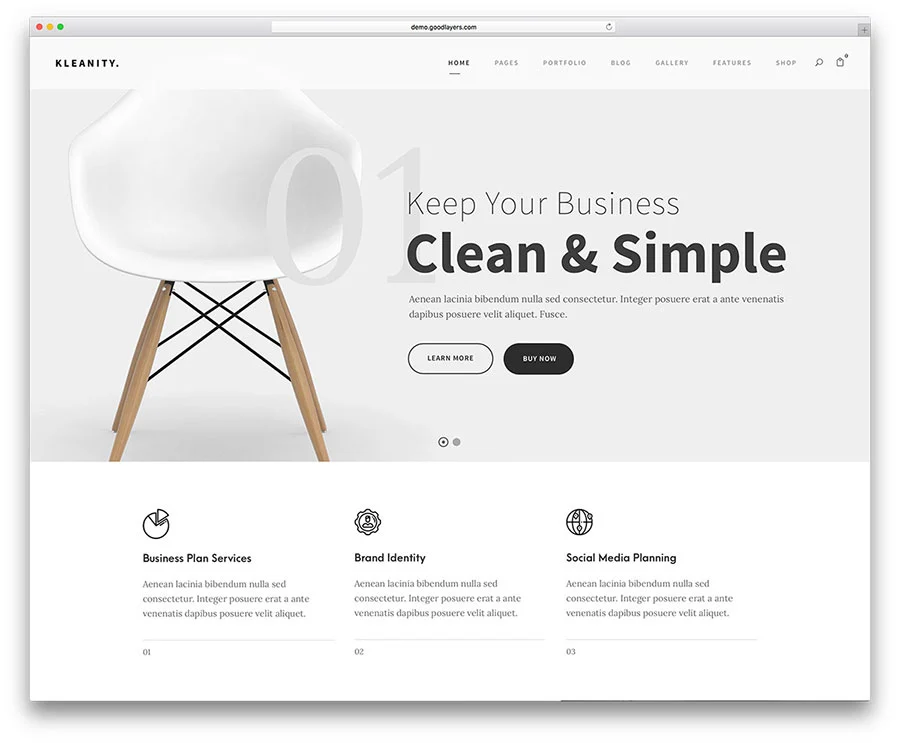 demo.goodlayers.com
KLEANITY.
HOME PAGES PORTFOLIO BLOG GALLERY FEATURES SHOP
01
Keep Your Business
Clean & Simple
Aenean lacinia bibendum nulla sed consectetur. Integer posuere erat a ante venenatis
dapibus posuere velit aliquet. Fusce.
LEARN MORE
BUY NOW
Business Plan Services
Aenean lacinia bibendum nulla sed
consectetur. Integer posuere erat a ante
venenatis dapibus posuere velit aliquet.
01
Brand Identity
Aenean lacinia bibendum nulla sed
consectetur. Integer posuere erat a ante
venenatis dapibus posuere velit aliquet.
02
Social Media Planning
Aenean lacinia bibendum nulla sed
consectetur. Integer posuere erat a ante
venenatis dapibus posuere velit aliquet.
03